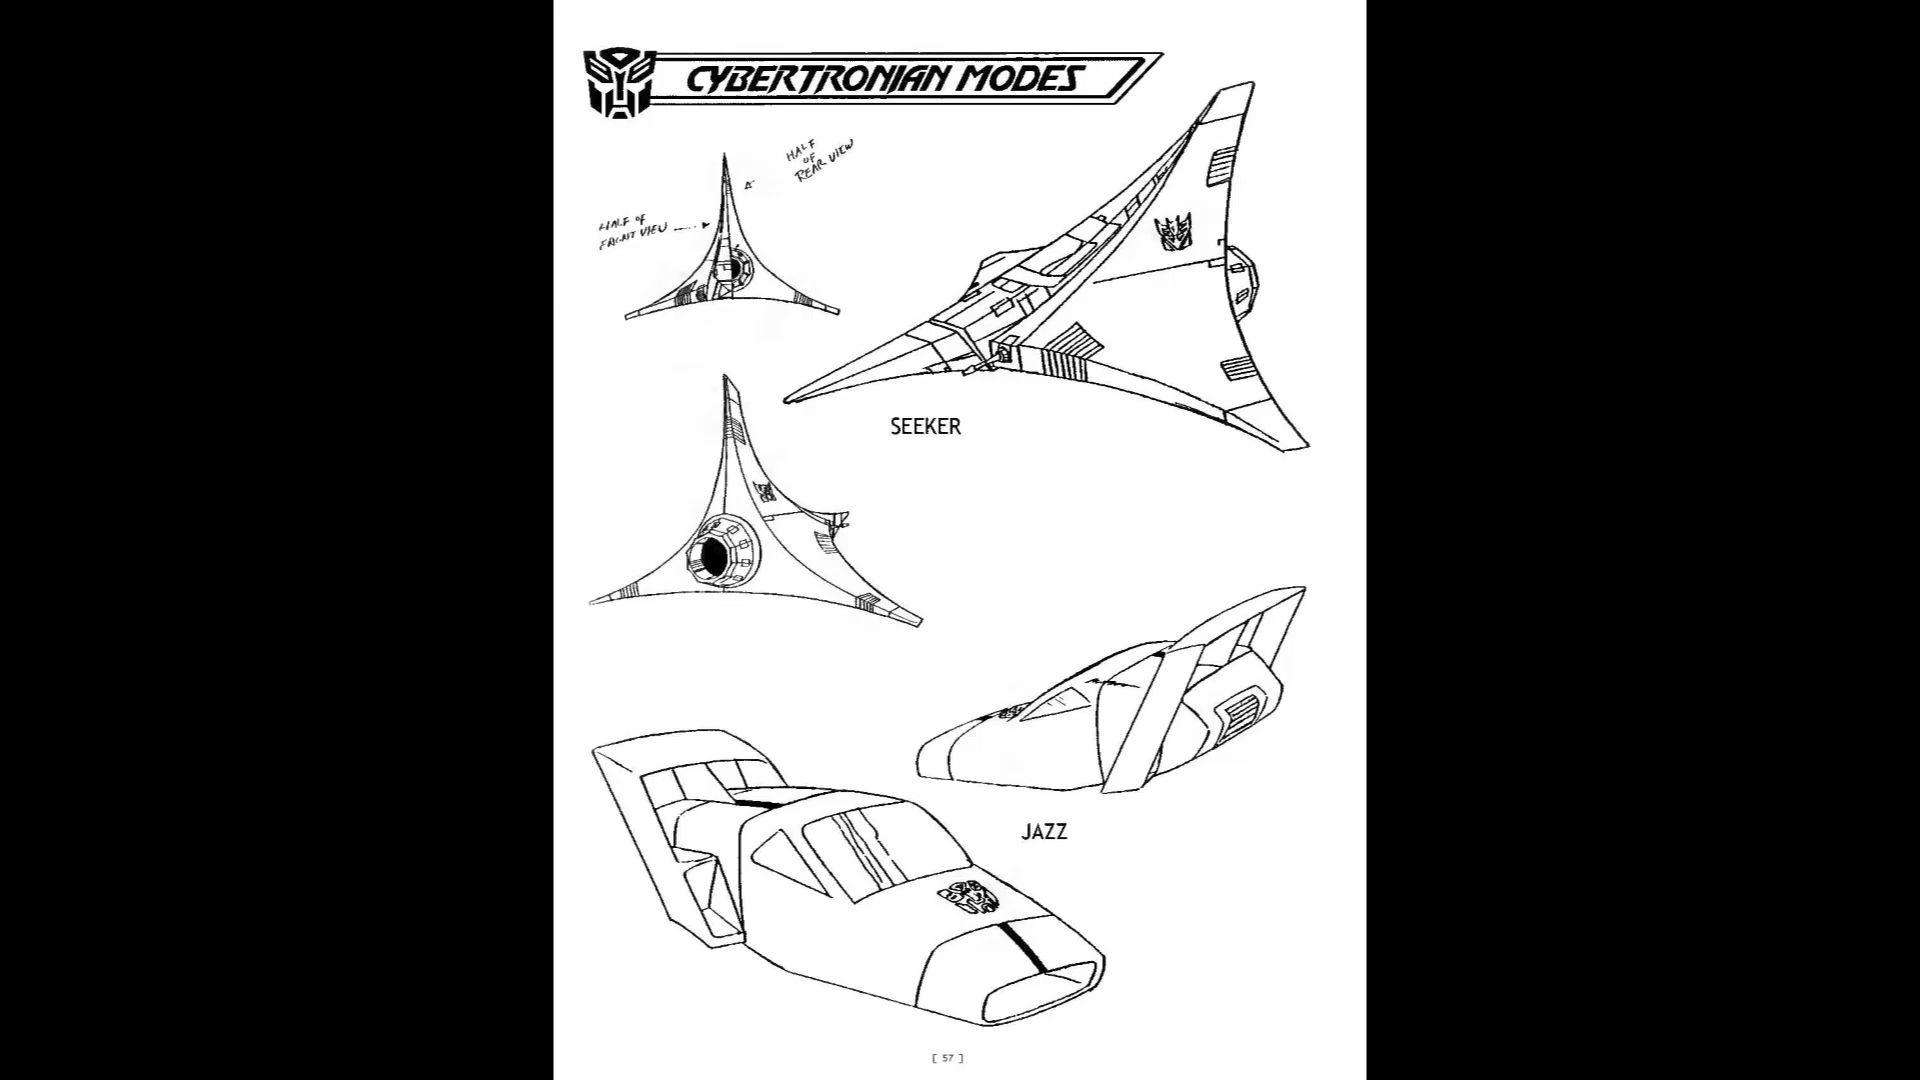 CYBERTRONIAN MODES
HALF
OF
REAR VIEW
HALF OF
FRONT VIEW
SEEKER
JAZZ
[ 57 ]